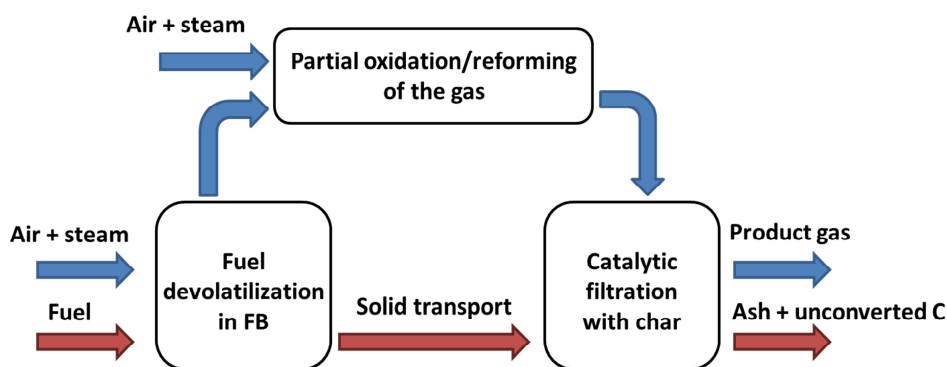 Air + steam
Partial oxidation/reforming
of the gas
Air + steam
Fuel
Fuel
devolatilization
in FB
Solid transport
Catalytic
filtration
with char
Product gas
Ash + unconverted C